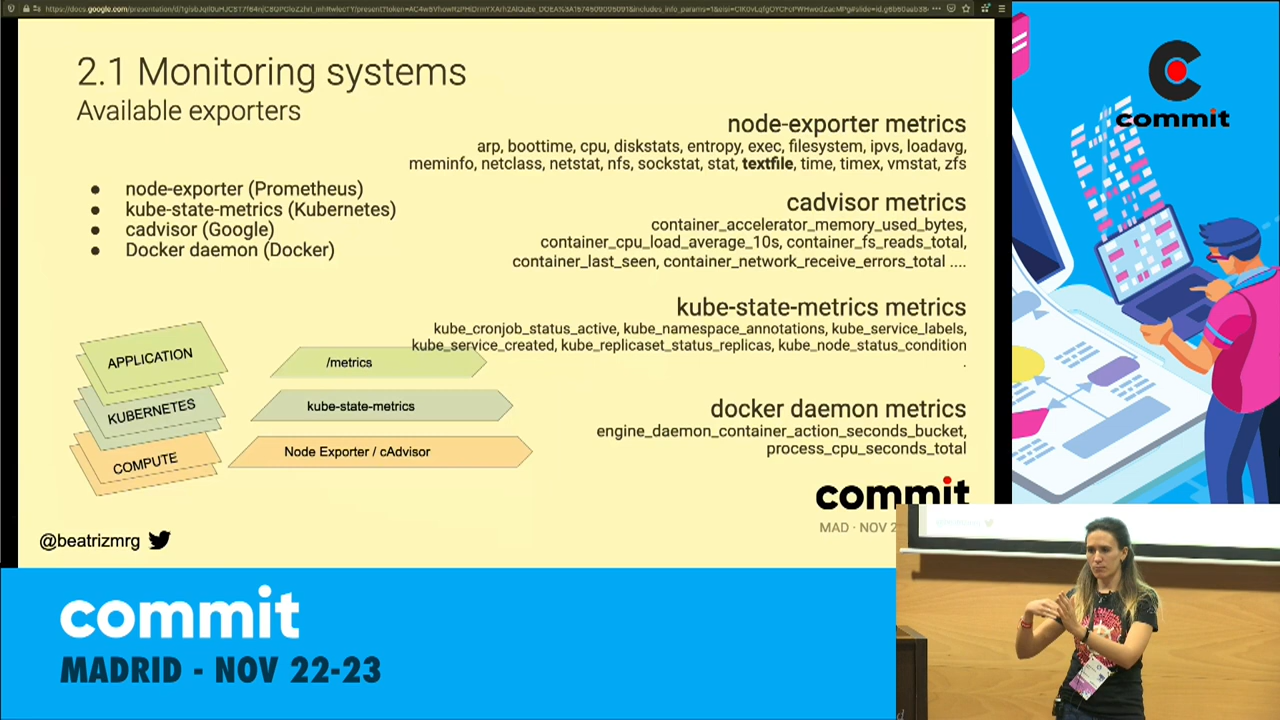 2.1 Monitoring systems
Available exporters
node-exporter (Prometheus)
kube-state-metrics (Kubernetes)
cadvisor (Google)
Docker daemon (Docker)
node-exporter metrics
arp, boottime, cpu, diskstats, entropy, exec, filesystem, ipvs, loadavg,
meminfo, netclass, netstat, nfs, sockstat, stat, textfile, time, timex, vmstat, zfs
cadvisor metrics
container_accelerator_memory_used_bytes,
container_cpu_load_average_10s, container_fs_reads_total,
container_last_seen, container_network_receive_errors_total ....
kube-state-metrics metrics
kube_cronjob_status_active, kube_namespace_annotations, kube_service_labels,
kube_service_created, kube_replicaset_status_replicas, kube_node_status_condition
.
docker daemon metrics
engine_daemon_container_action_seconds_bucket,
process_cpu_seconds_total
APPLICATION
/metrics
KUBERNETES
kube-state-metrics
COMPUTE
Node Exporter / cAdvisor
commit
MAD · NOV 2
@beatrizmrg
commit
commit
MADRID - NOV 22-23